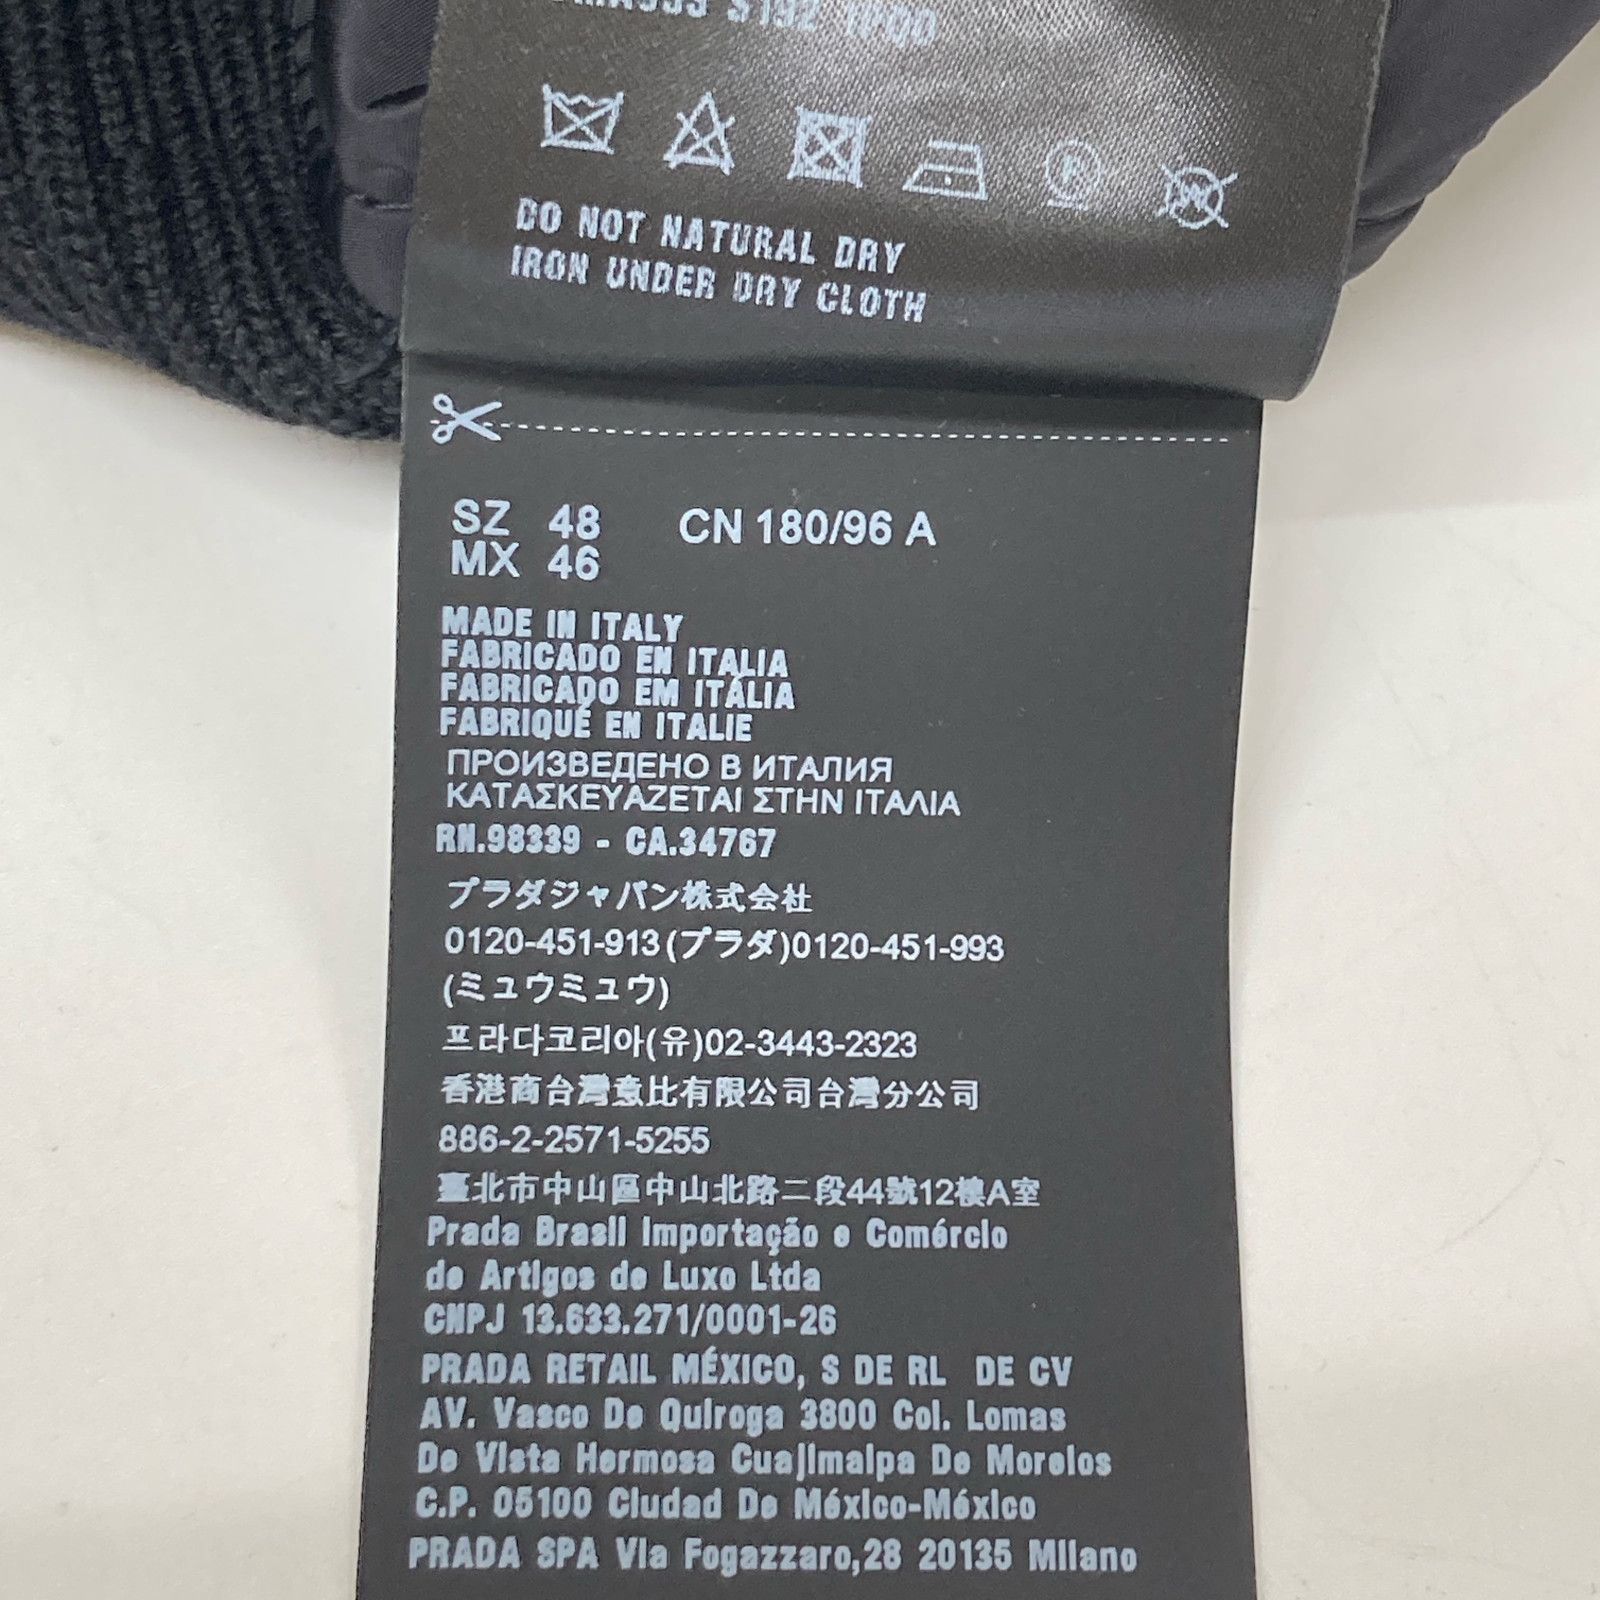 S192 1P00
DO NOT NATURAL DRY
IRON UNDER DRY CLOTH
SZ 48 CN 180/96 A
MX 46
MADE IN ITALY
FABRICADO EN ITALIA
FABRICADO EM ITÁLIA
FABRIQUÉ EN ITALIE
ПРОИЗВЕДЕНО В ИТАЛИЯ
ΚΑΤΑΣΚΕΥΑΖΕΤΑΙ ΣΤΗΝ ΙΤΑΛΙΑ
RN.98339 - CA.34767
プラダジャパン株式会社
0120-451-913(プラダ)0120-451-993
(ミュウミュウ)
프라다코리아(유)02-3443-2323
香港商台灣意比有限公司台灣分公司
886-2-2571-5255
臺北市中山區中山北路二段44號12樓A室
Prada Brasil Importação e Comércio
de Artigos de Luxo Ltda
CNPJ 13.633.271/0001-26
PRADA RETAIL MÉXICO, S DE RL DE CV
AV. Vasco De Quiroga 3800 Col. Lomas
De Vista Hermosa Cuajimalpa De Morelos
C.P. 05100 Ciudad De México-México
PRADA SPA Via Fogazzaro,28 20135 Milano